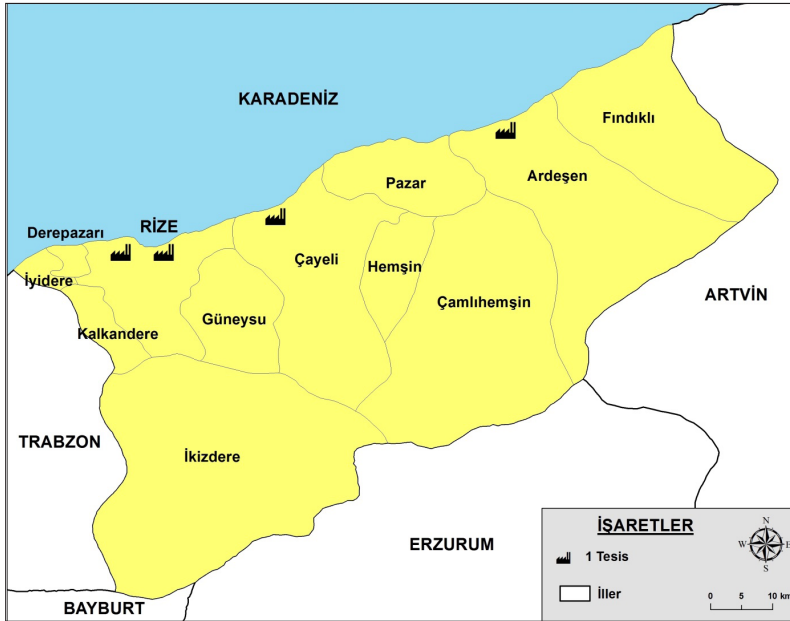 KARADENİZ
Fındıklı
Pazar
Ardeşen
Derepazarı
RİZE
İyidere
Çayeli
Hemşin
Çamlıhemşin
ARTVİN
Güneysu
Kalkandere
TRABZON
İkizdere
ERZURUM
BAYBURT
İŞARETLER
1 Tesis
İller
N
W
E
S
0 5 10 km